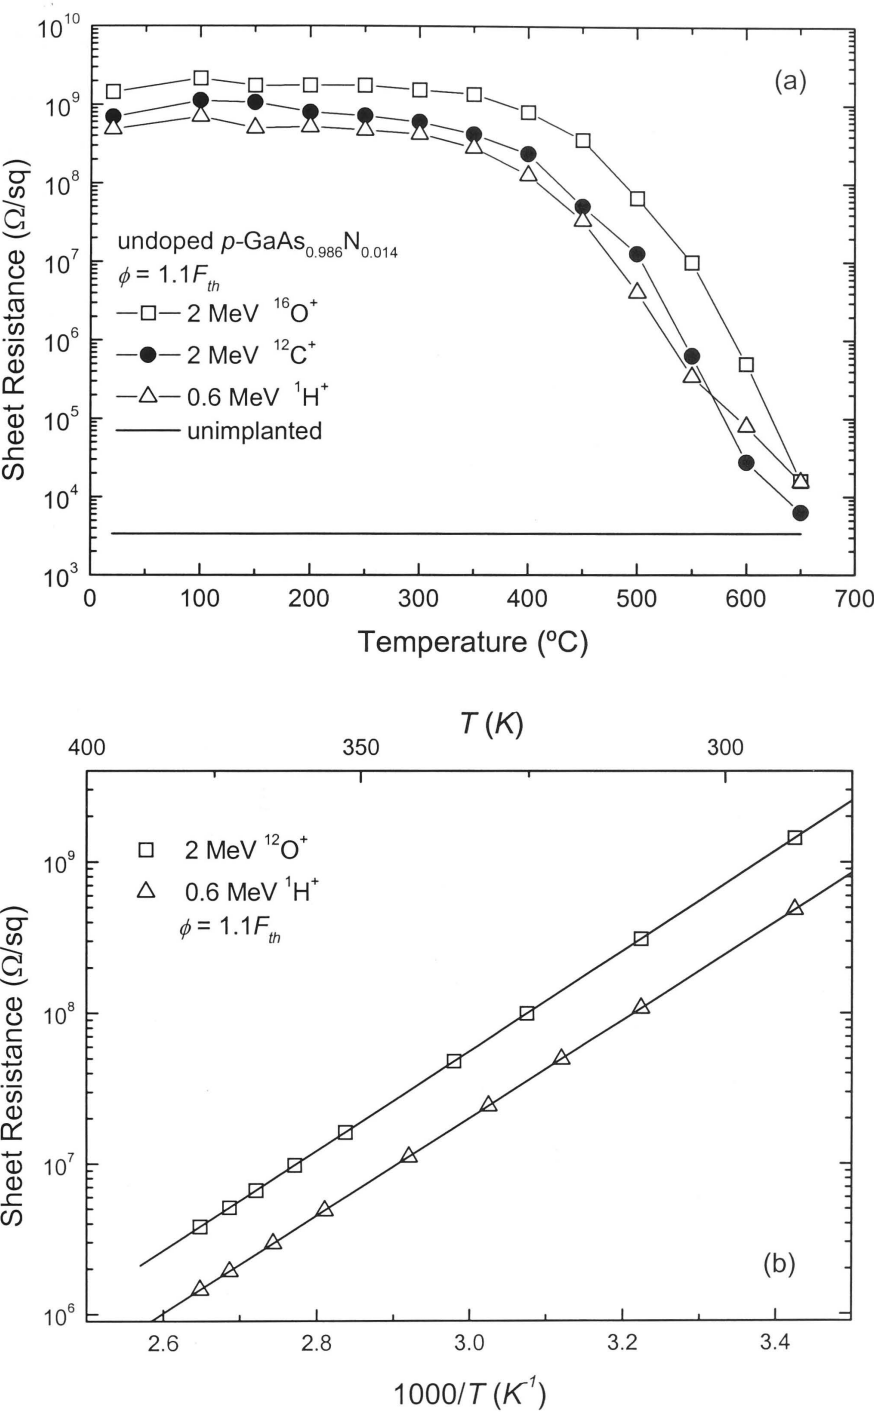 10^10
10^9
10^8
10^7
10^6
10^5
10^4
10^3
Sheet Resistance (Ω/sq)
(a)
undoped p-GaAs_0.986N_0.014
ϕ = 1.1F_th
2 MeV ^16O^+
2 MeV ^12C^+
0.6 MeV ^1H^+
unimplanted
0 100 200 300 400 500 600 700
Temperature (ºC)
T (K)
400 350 300
2 MeV ^12O^+
0.6 MeV ^1H^+
ϕ = 1.1F_th
10^9
10^8
10^7
10^6
Sheet Resistance (Ω/sq)
(b)
2.6 2.8 3.0 3.2 3.4
1000/T (K^-1)